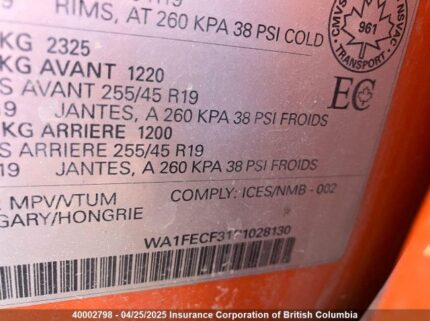 RIMS, AT 260 KPA 38 PSI COLD
KG 2325
KG AVANT 1220
S AVANT 255/45 R19
19 JANTES, A 260 KPA 38 PSI FROIDS
KG ARRIERE 1200
S ARRIERE 255/45 R19
19 JANTES, A 260 KPA 38 PSI FROIDS
MPV/VTUM COMPLY: ICES/NMB - 002
GARY/HONGRIE
CMVSS NSVAC
961
TRANSPORT
EC
40002798 - 04/25/2025 Insurance Corporation of British Columbia